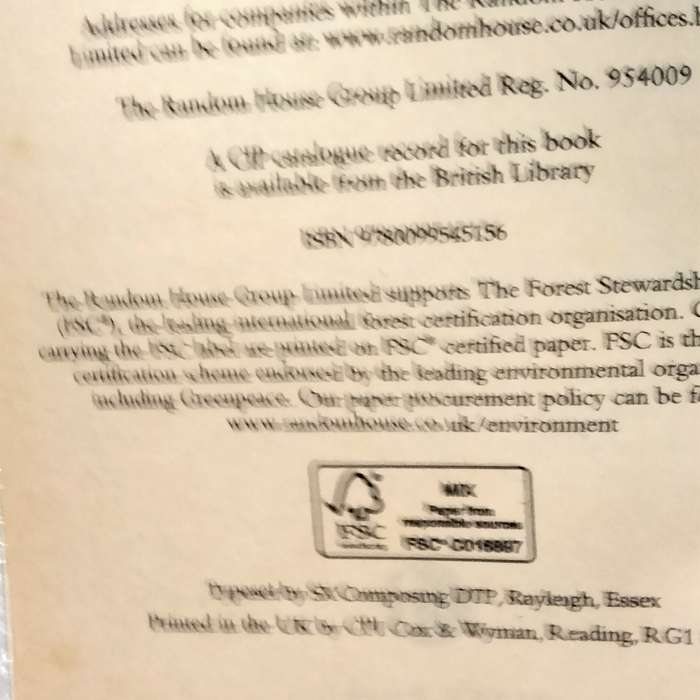 Addresses for companies within The Random
Limited can be found at: www.randomhouse.co.uk/offices.
The Random House Group Limited Reg. No. 954009
A CIP catalogue record for this book
is available from the British Library
ISBN 9780099545156
The Random House Group Limited supports The Forest Stewardsh
(FSC®), the leading international forest certification organisation.
carrying the FSC label are printed on FSC® certified paper. FSC is th
certification scheme endorsed by the leading environmental orga
including Greenpeace. Our paper procurement policy can be f
www.randomhouse.co.uk/environment
FSC
MIX
Paper from
responsible sources
FSC® C016897
Typeset by SX Composing DTP, Rayleigh, Essex
Printed in the UK by CPI Cox & Wyman, Reading, RG1